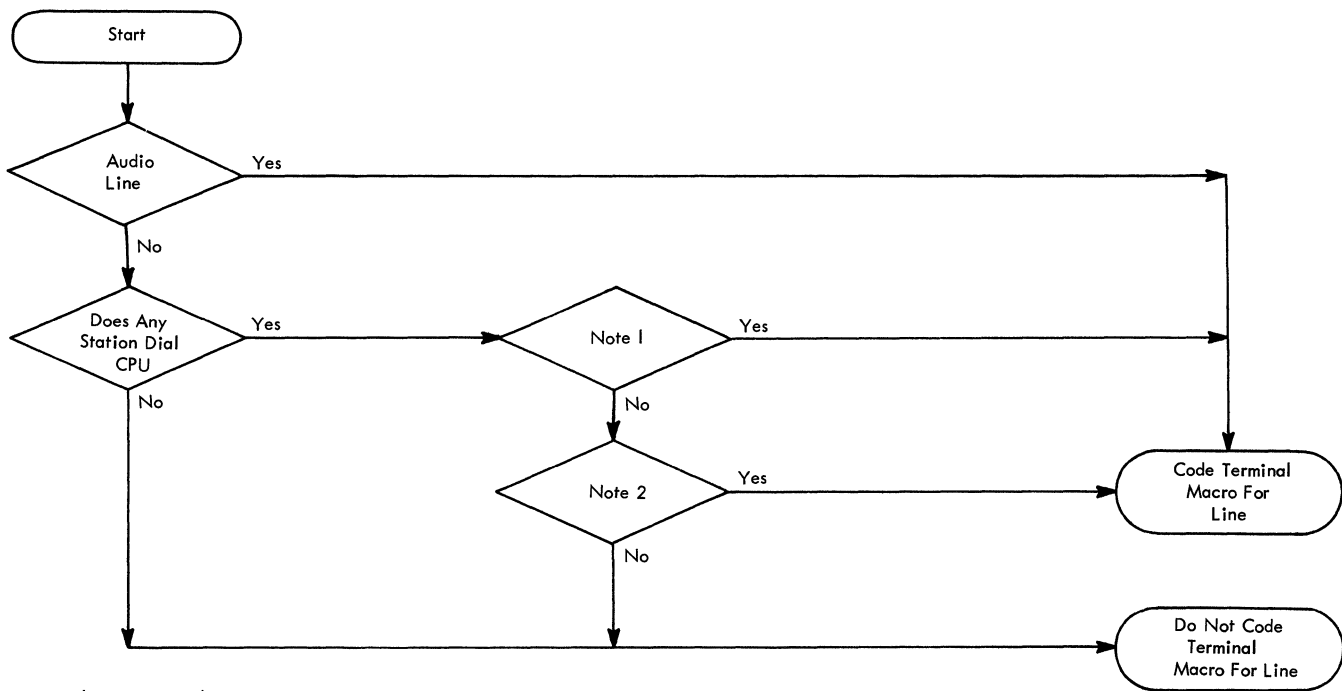 Start
Audio
Line
Yes
No
Does Any
Station Dial
CPU
Yes
Note 1
Yes
No
No
Note 2
Yes
Code Terminal
Macro For
Line
No
Do Not Code
Terminal
Macro For Line